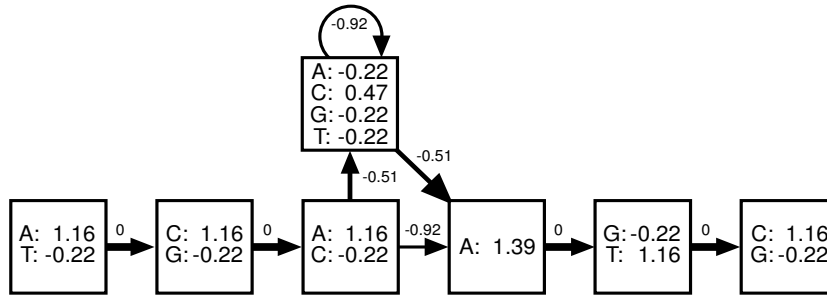 -0.92
A: -0.22
C: 0.47
G: -0.22
T: -0.22
-0.51
-0.51
A: 1.16
T: -0.22
0
C: 1.16
G: -0.22
0
A: 1.16
C: -0.22
-0.92
A: 1.39
0
G: -0.22
T: 1.16
0
C: 1.16
G: -0.22